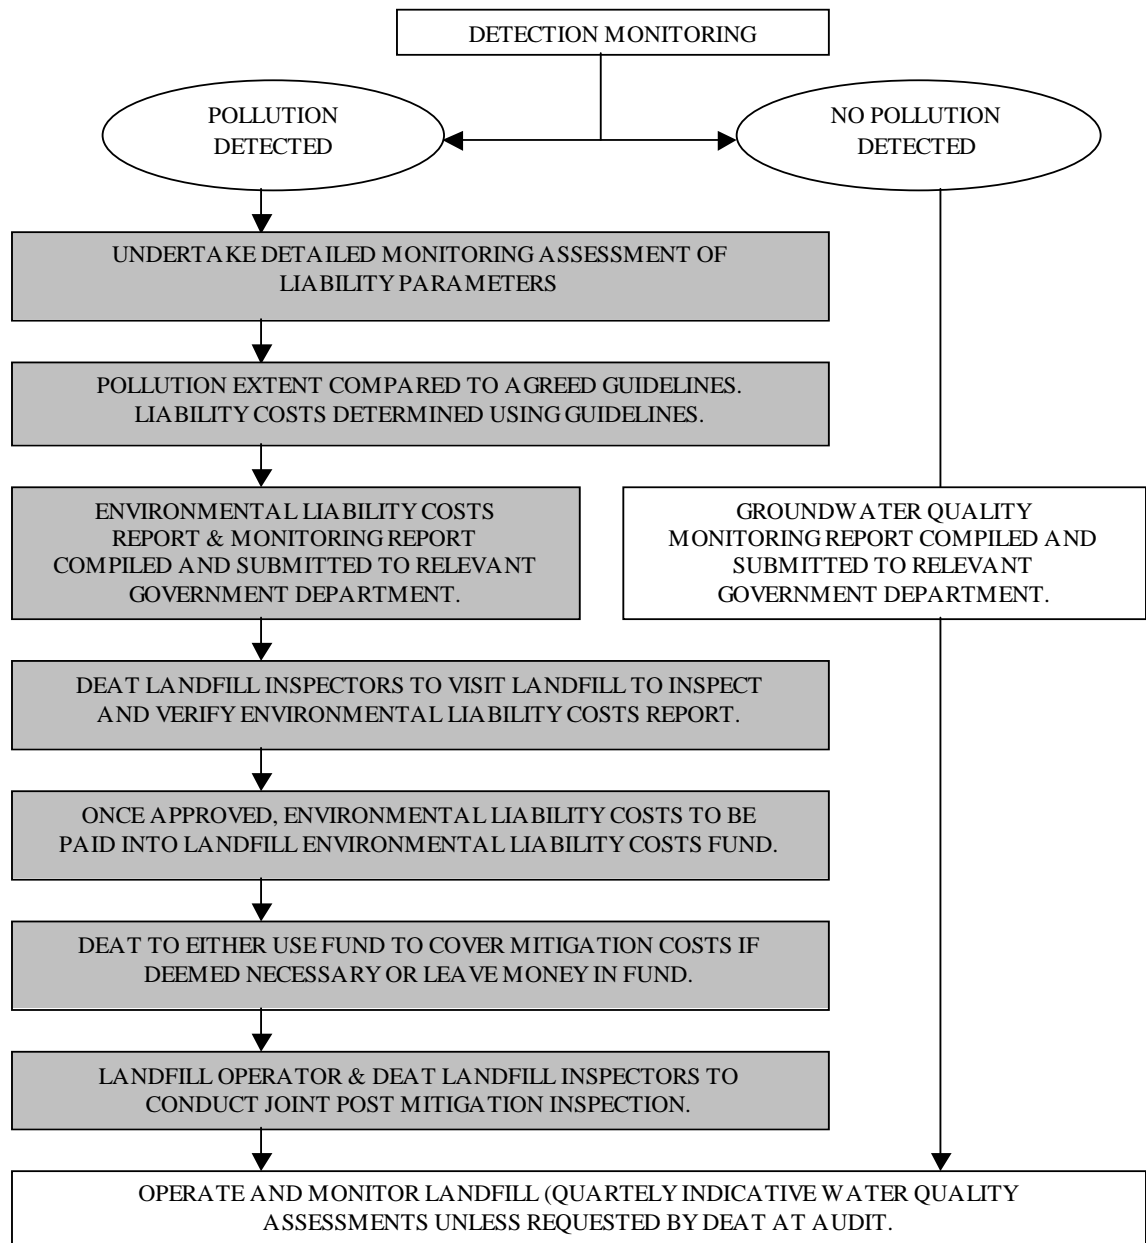 DETECTION MONITORING
POLLUTION
DETECTED
NO POLLUTION
DETECTED
UNDERTAKE DETAILED MONITORING ASSESSMENT OF
LIABILITY PARAMETERS
POLLUTION EXTENT COMPARED TO AGREED GUIDELINES.
LIABILITY COSTS DETERMINED USING GUIDELINES.
ENVIRONMENTAL LIABILITY COSTS
REPORT & MONITORING REPORT
COMPILED AND SUBMITTED TO RELEVANT
GOVERNMENT DEPARTMENT.
GROUNDWATER QUALITY
MONITORING REPORT COMPILED AND
SUBMITTED TO RELEVANT
GOVERNMENT DEPARTMENT.
DEAT LANDFILL INSPECTORS TO VISIT LANDFILL TO INSPECT
AND VERIFY ENVIRONMENTAL LIABILITY COSTS REPORT.
ONCE APPROVED, ENVIRONMENTAL LIABILITY COSTS TO BE
PAID INTO LANDFILL ENVIRONMENTAL LIABILITY COSTS FUND.
DEAT TO EITHER USE FUND TO COVER MITIGATION COSTS IF
DEEMED NECESSARY OR LEAVE MONEY IN FUND.
LANDFILL OPERATOR & DEAT LANDFILL INSPECTORS TO
CONDUCT JOINT POST MITIGATION INSPECTION.
OPERATE AND MONITOR LANDFILL (QUARTELY INDICATIVE WATER QUALITY
ASSESSMENTS UNLESS REQUESTED BY DEAT AT AUDIT.